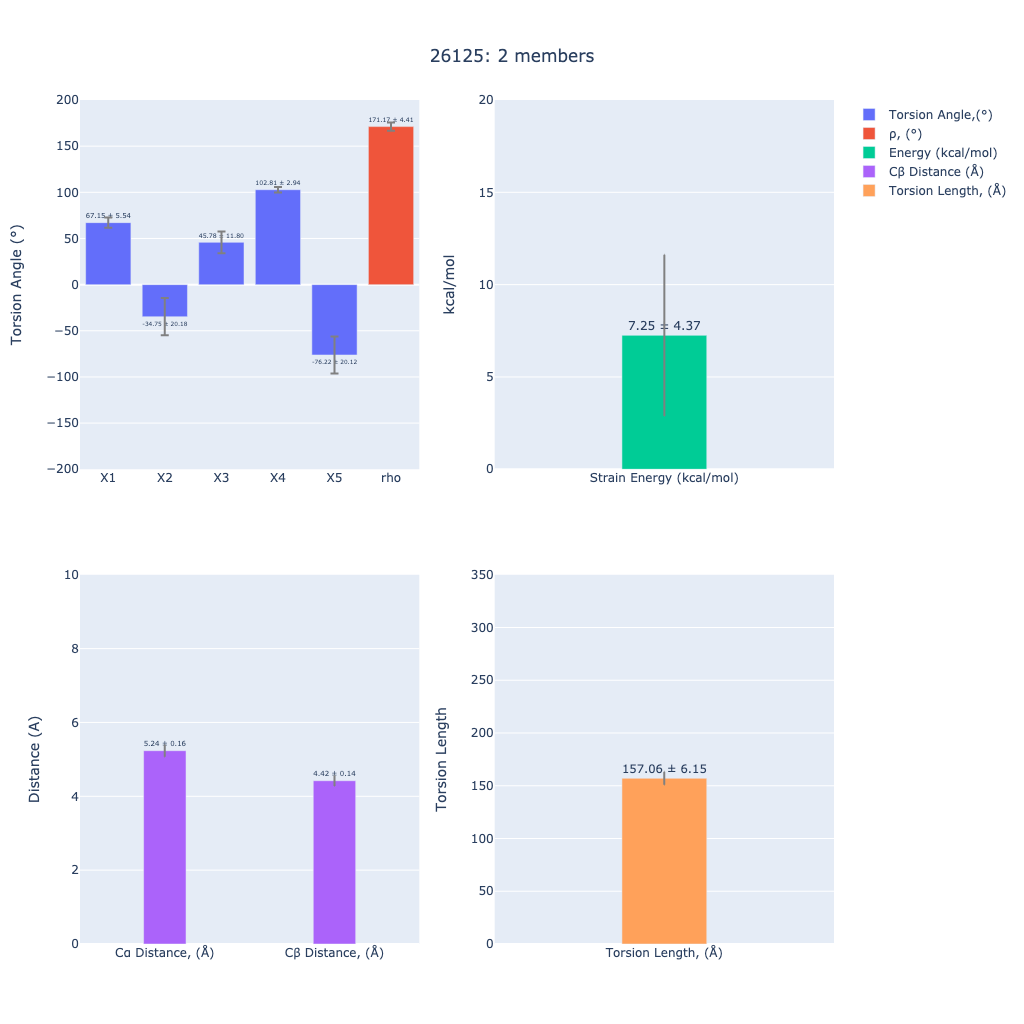 26125: 2 members
Torsion Angle (°)
200
150
100
50
0
−50
−100
−150
−200
67.15 ± 5.54
-34.75 ± 20.18
45.78 ± 11.80
102.81 ± 2.94
-76.22 ± 20.12
171.17 ± 4.41
X1 X2 X3 X4 X5 rho
kcal/mol
20
15
10
5
0
7.25 ± 4.37
Strain Energy (kcal/mol)
Torsion Angle,(°)
ρ, (°)
Energy (kcal/mol)
Cβ Distance (Å)
Torsion Length, (Å)
Distance (A)
10
8
6
4
2
0
5.24 ± 0.16
4.42 ± 0.14
Cα Distance, (Å) Cβ Distance, (Å)
Torsion Length
350
300
250
200
150
100
50
0
157.06 ± 6.15
Torsion Length, (Å)